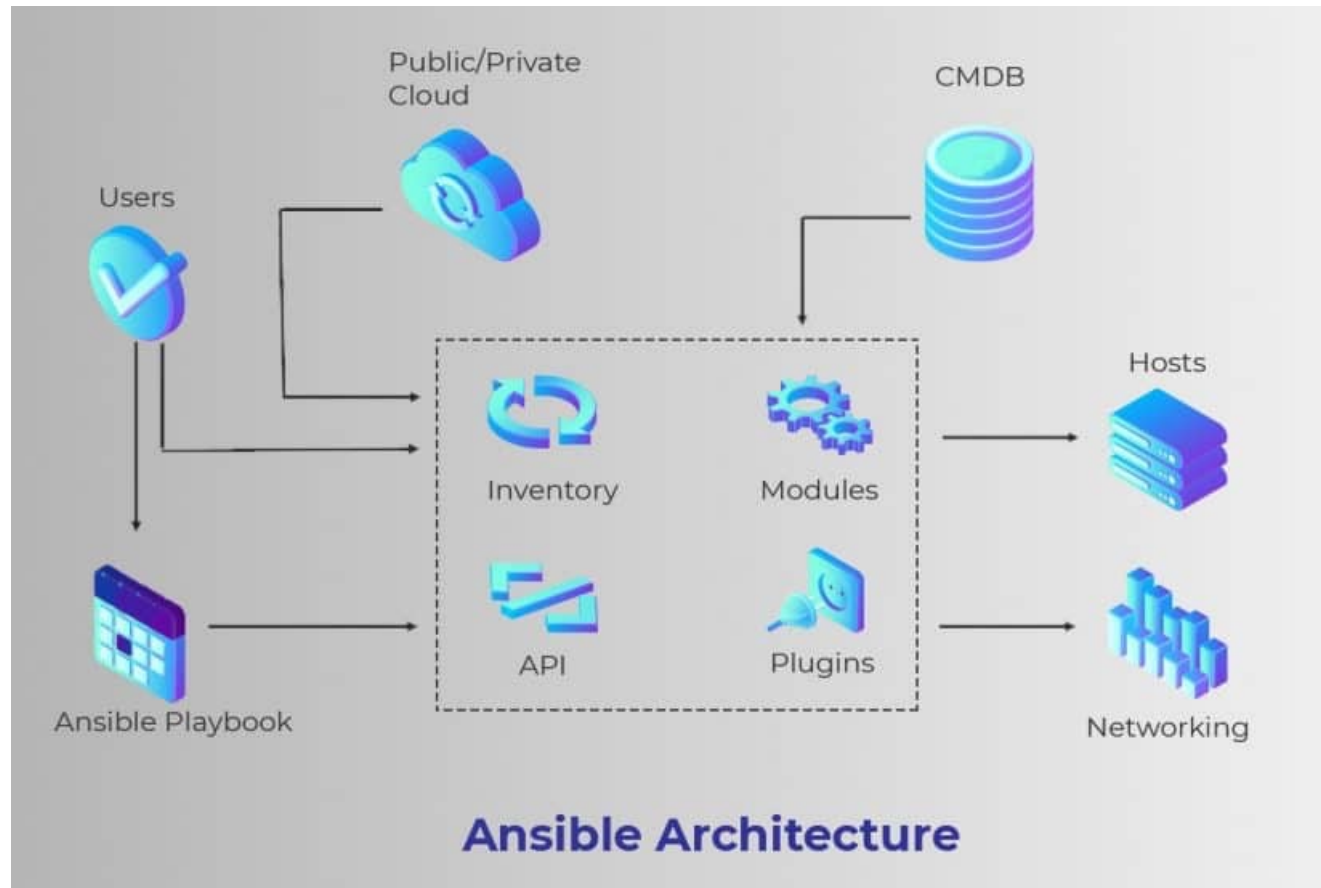 Public/Private
Cloud
CMDB
Users
Hosts
Inventory
Modules
API
Plugins
Ansible Playbook
Networking
Ansible Architecture